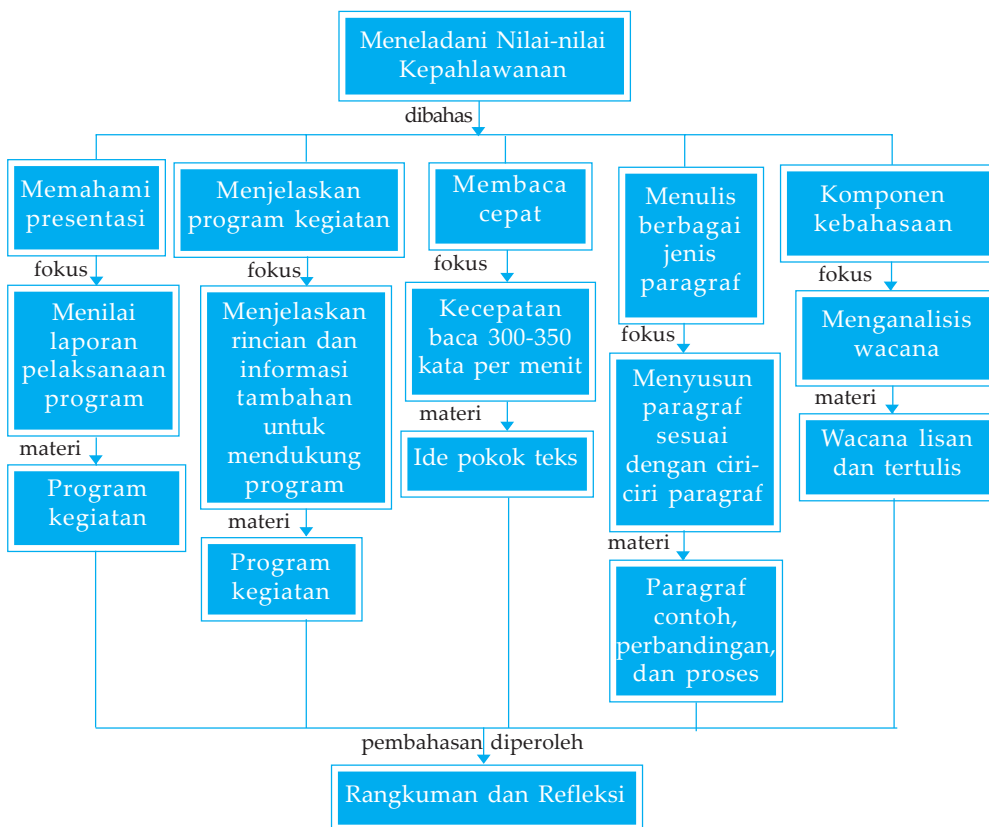 Meneladani Nilai-nilai
Kepahlawanan
dibahas
Memahami
presentasi
fokus
Menilai
laporan
pelaksanaan
program
materi
Program
kegiatan
Menjelaskan
program kegiatan
fokus
Menjelaskan
rincian dan
informasi
tambahan
untuk
mendukung
program
materi
Program
kegiatan
Membaca
cepat
fokus
Kecepatan
baca 300-350
kata per menit
materi
Ide pokok teks
Menulis
berbagai
jenis
paragraf
fokus
Menyusun
paragraf
sesuai
dengan ciri-
ciri paragraf
materi
Paragraf
contoh,
perbandingan,
dan proses
Komponen
kebahasaan
fokus
Menganalisis
wacana
materi
Wacana lisan
dan tertulis
pembahasan diperoleh
Rangkuman dan Refleksi